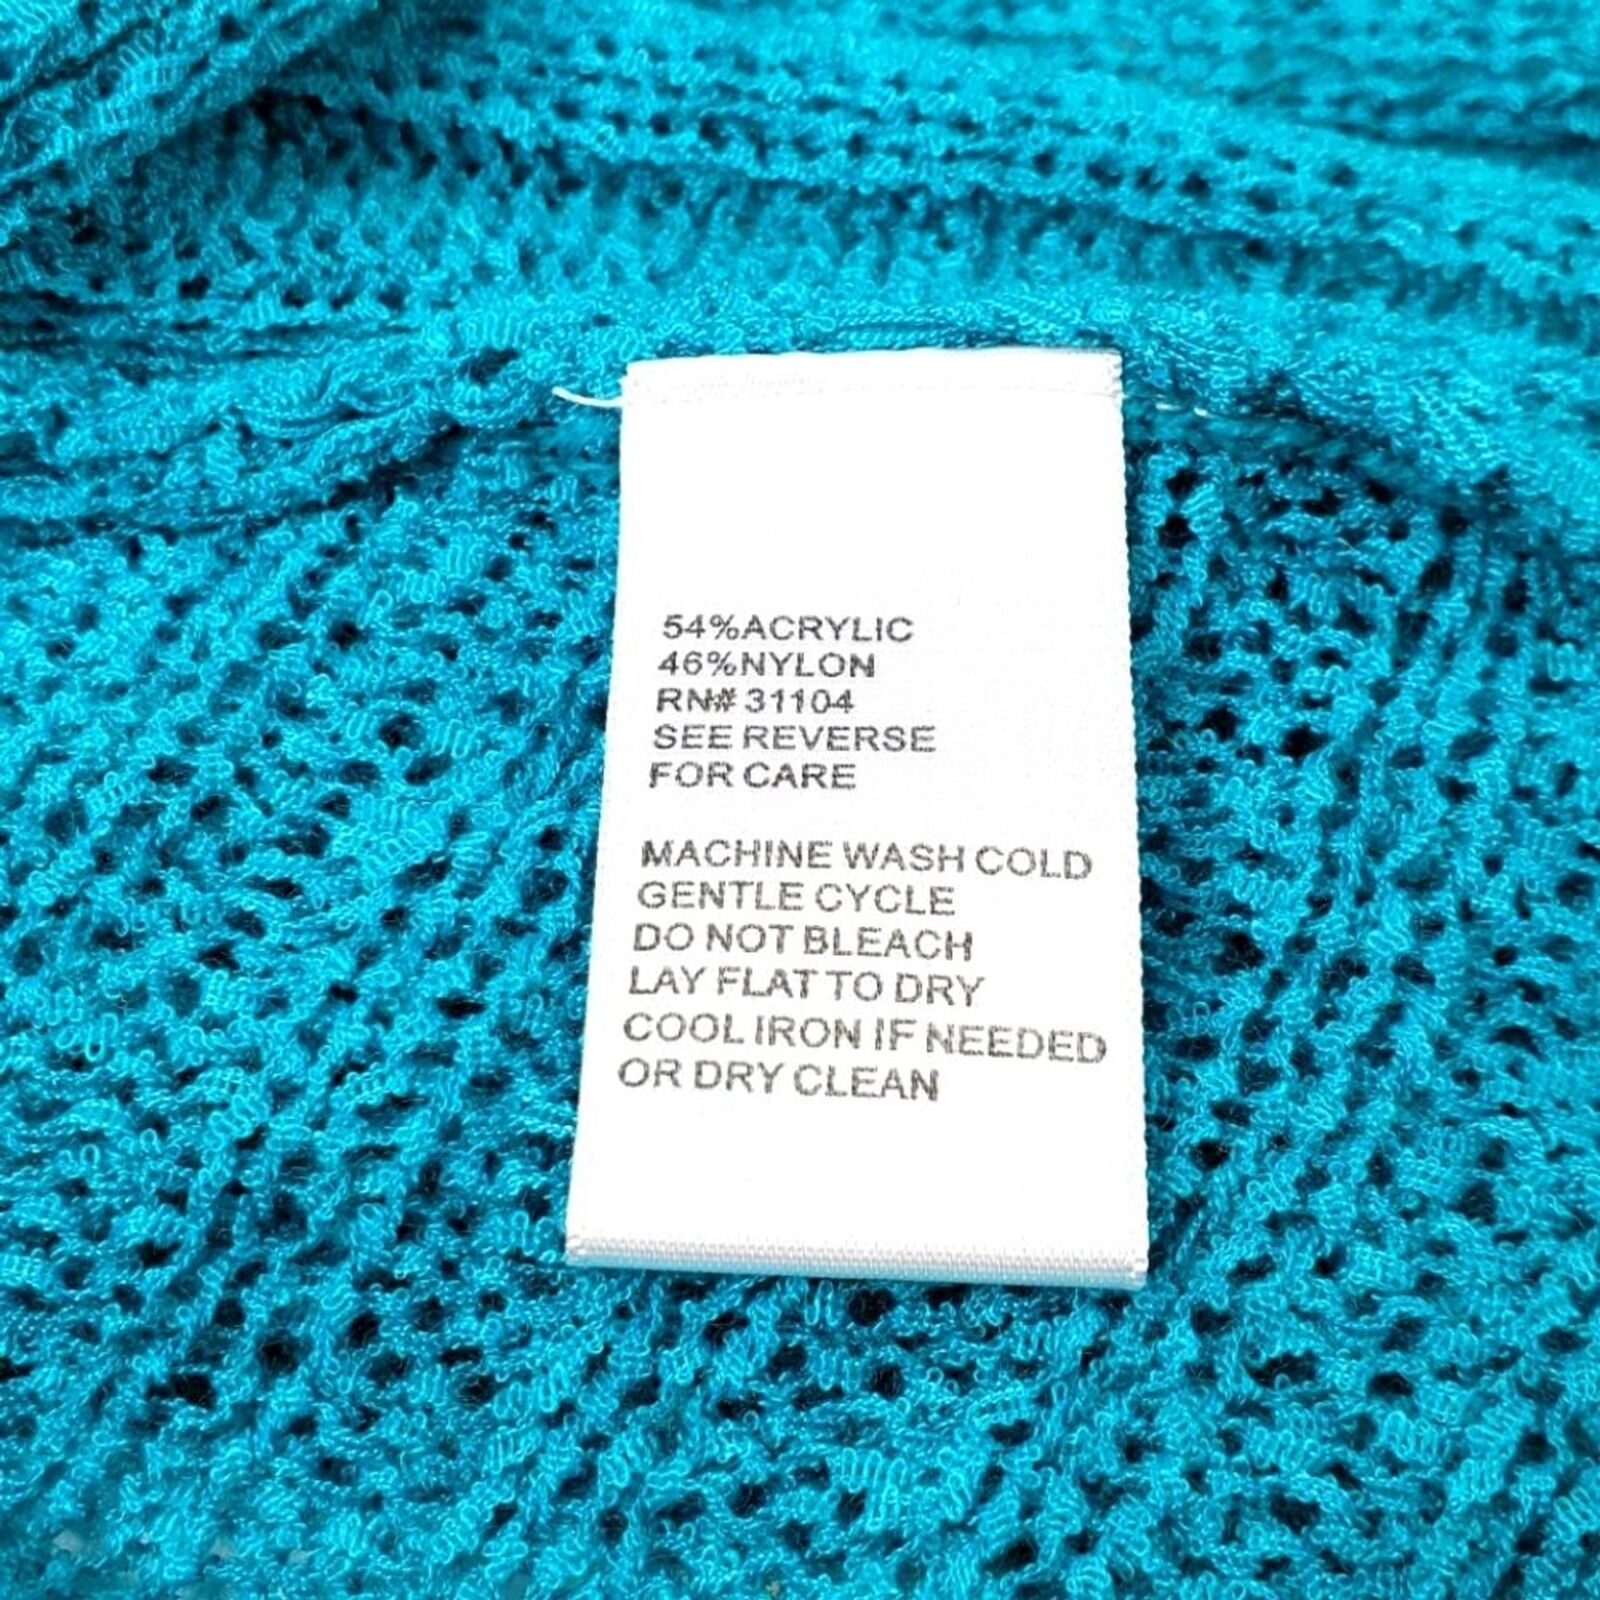 54%ACRYLIC
46%NYLON
RN# 31104
SEE REVERSE
FOR CARE
MACHINE WASH COLD
GENTLE CYCLE
DO NOT BLEACH
LAY FLAT TO DRY
COOL IRON IF NEEDED
OR DRY CLEAN